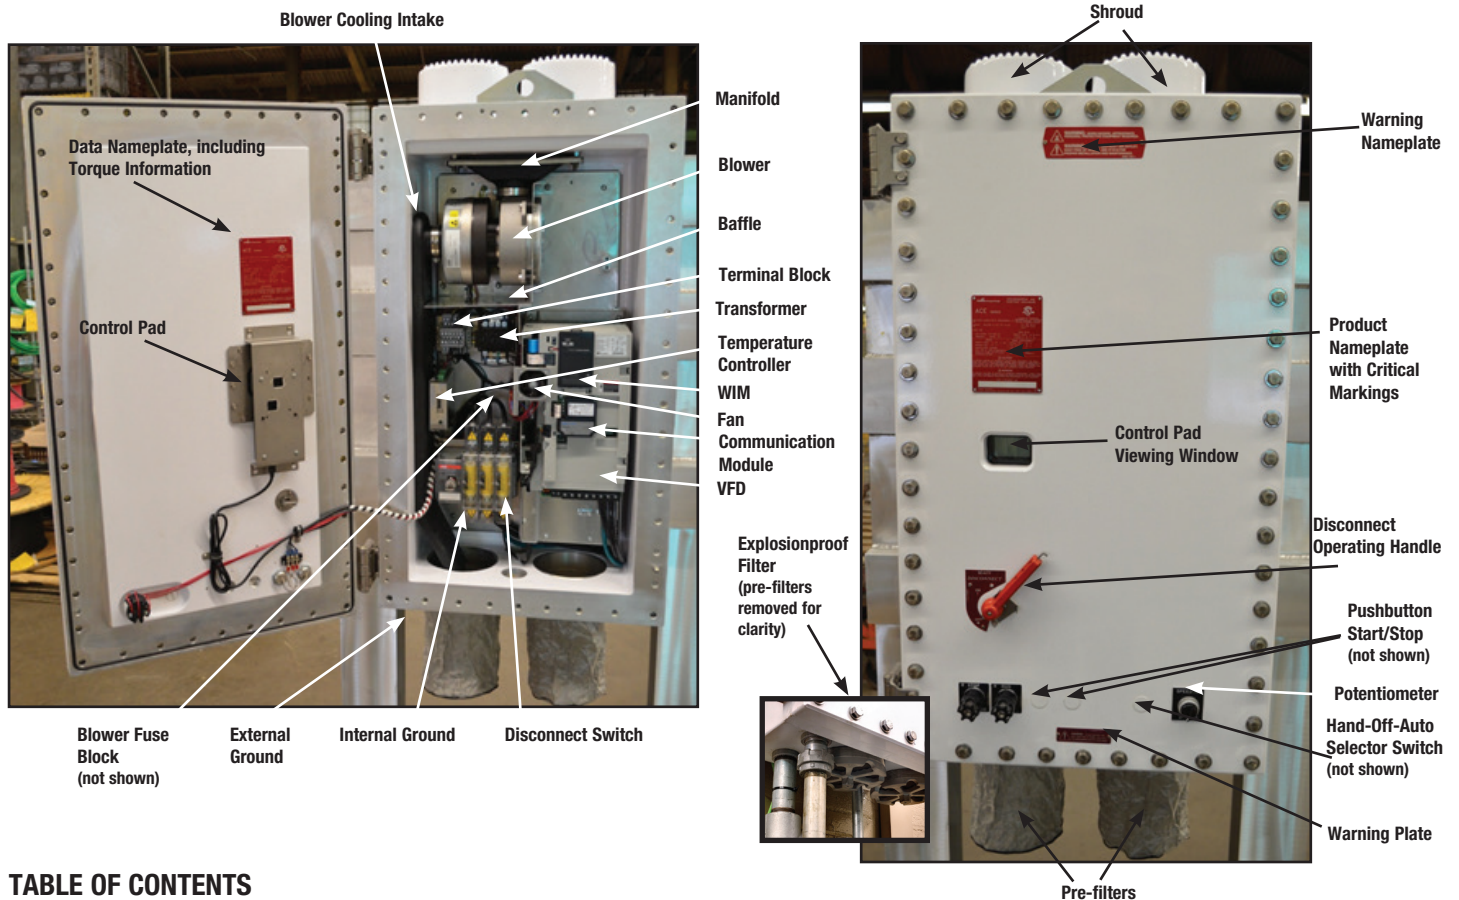 Blower Cooling Intake
Data Nameplate, including
Torque Information
Control Pad
Manifold
Blower
Baffle
Terminal Block
Transformer
Temperature
Controller
WIM
Fan
Communication
Module
VFD
Blower Fuse
Block
(not shown)
External
Ground
Internal Ground
Disconnect Switch
Explosionproof
Filter
(pre-filters
removed for
clarity)
Shroud
Warning
Nameplate
Product
Nameplate
with Critical
Markings
Control Pad
Viewing Window
Disconnect
Operating Handle
Pushbutton
Start/Stop
(not shown)
Potentiometer
Hand-Off-Auto
Selector Switch
(not shown)
Warning Plate
Pre-filters
TABLE OF CONTENTS